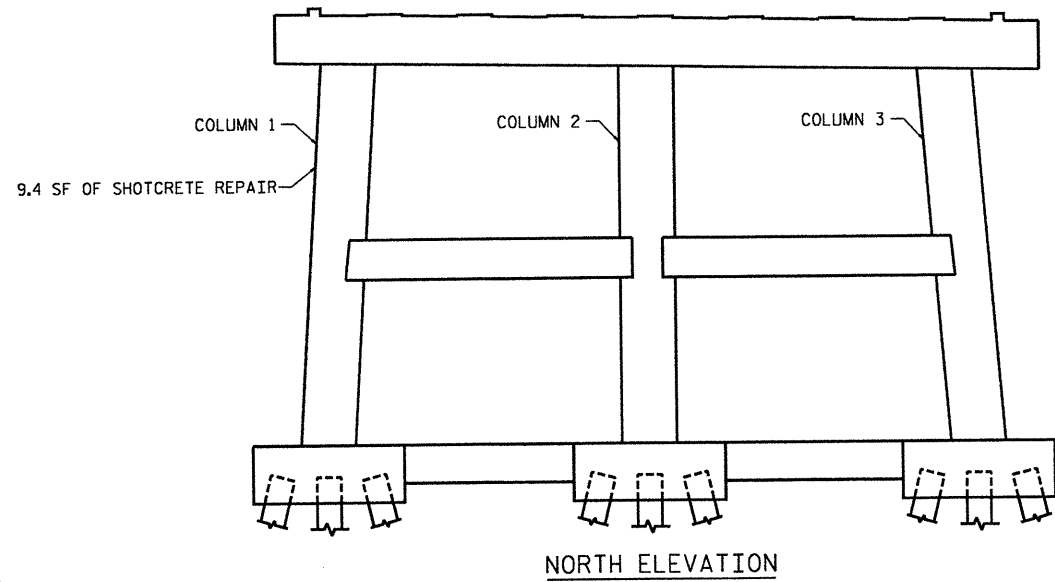 COLUMN 1
COLUMN 2
COLUMN 3
9.4 SF OF SHOTCRETE REPAIR
NORTH ELEVATION